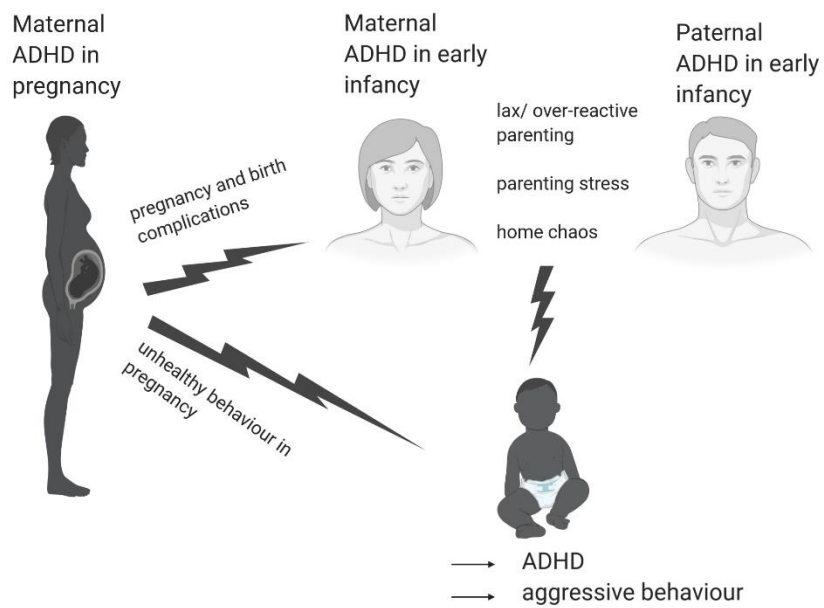 Maternal
ADHD in
pregnancy
Maternal
ADHD in early
infancy
Paternal
ADHD in early
infancy
lax/ over-reactive
parenting
parenting stress
home chaos
pregnancy and birth
complications
unhealthy behaviour in
pregnancy
ADHD
aggressive behaviour